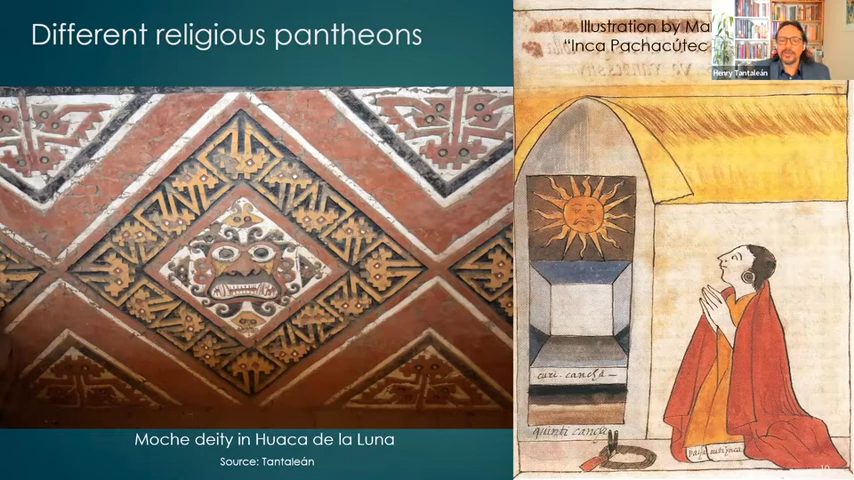 Different religious pantheons
Illustration by Ma
"Inca Pachacútec
Henry Tantaleán
curi. cancha
quinti cancha
Moche deity in Huaca de la Luna
Source: Tantaleán
10